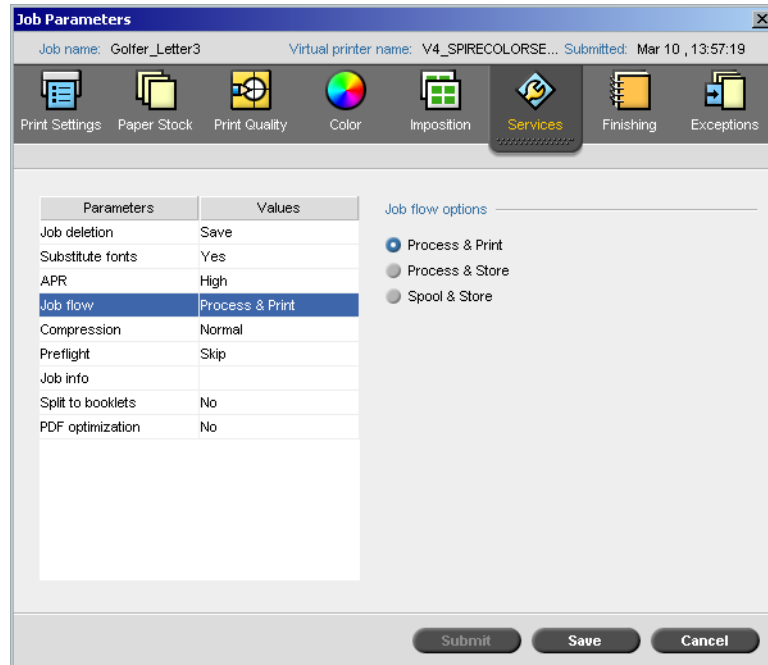 Job Parameters
Job name: Golfer_Letter3 Virtual printer name: V4_SPIRECOLORSE... Submitted: Mar 10 , 13:57:19
Print Settings Paper Stock Print Quality Color Imposition Services Finishing Exceptions
Parameters Values
Job flow options
Job deletion Save
Substitute fonts Yes
Process & Print
APR High
Process & Store
Job flow Process & Print
Spool & Store
Compression Normal
Preflight Skip
Job info
Split to booklets No
PDF optimization No
Submit Save Cancel